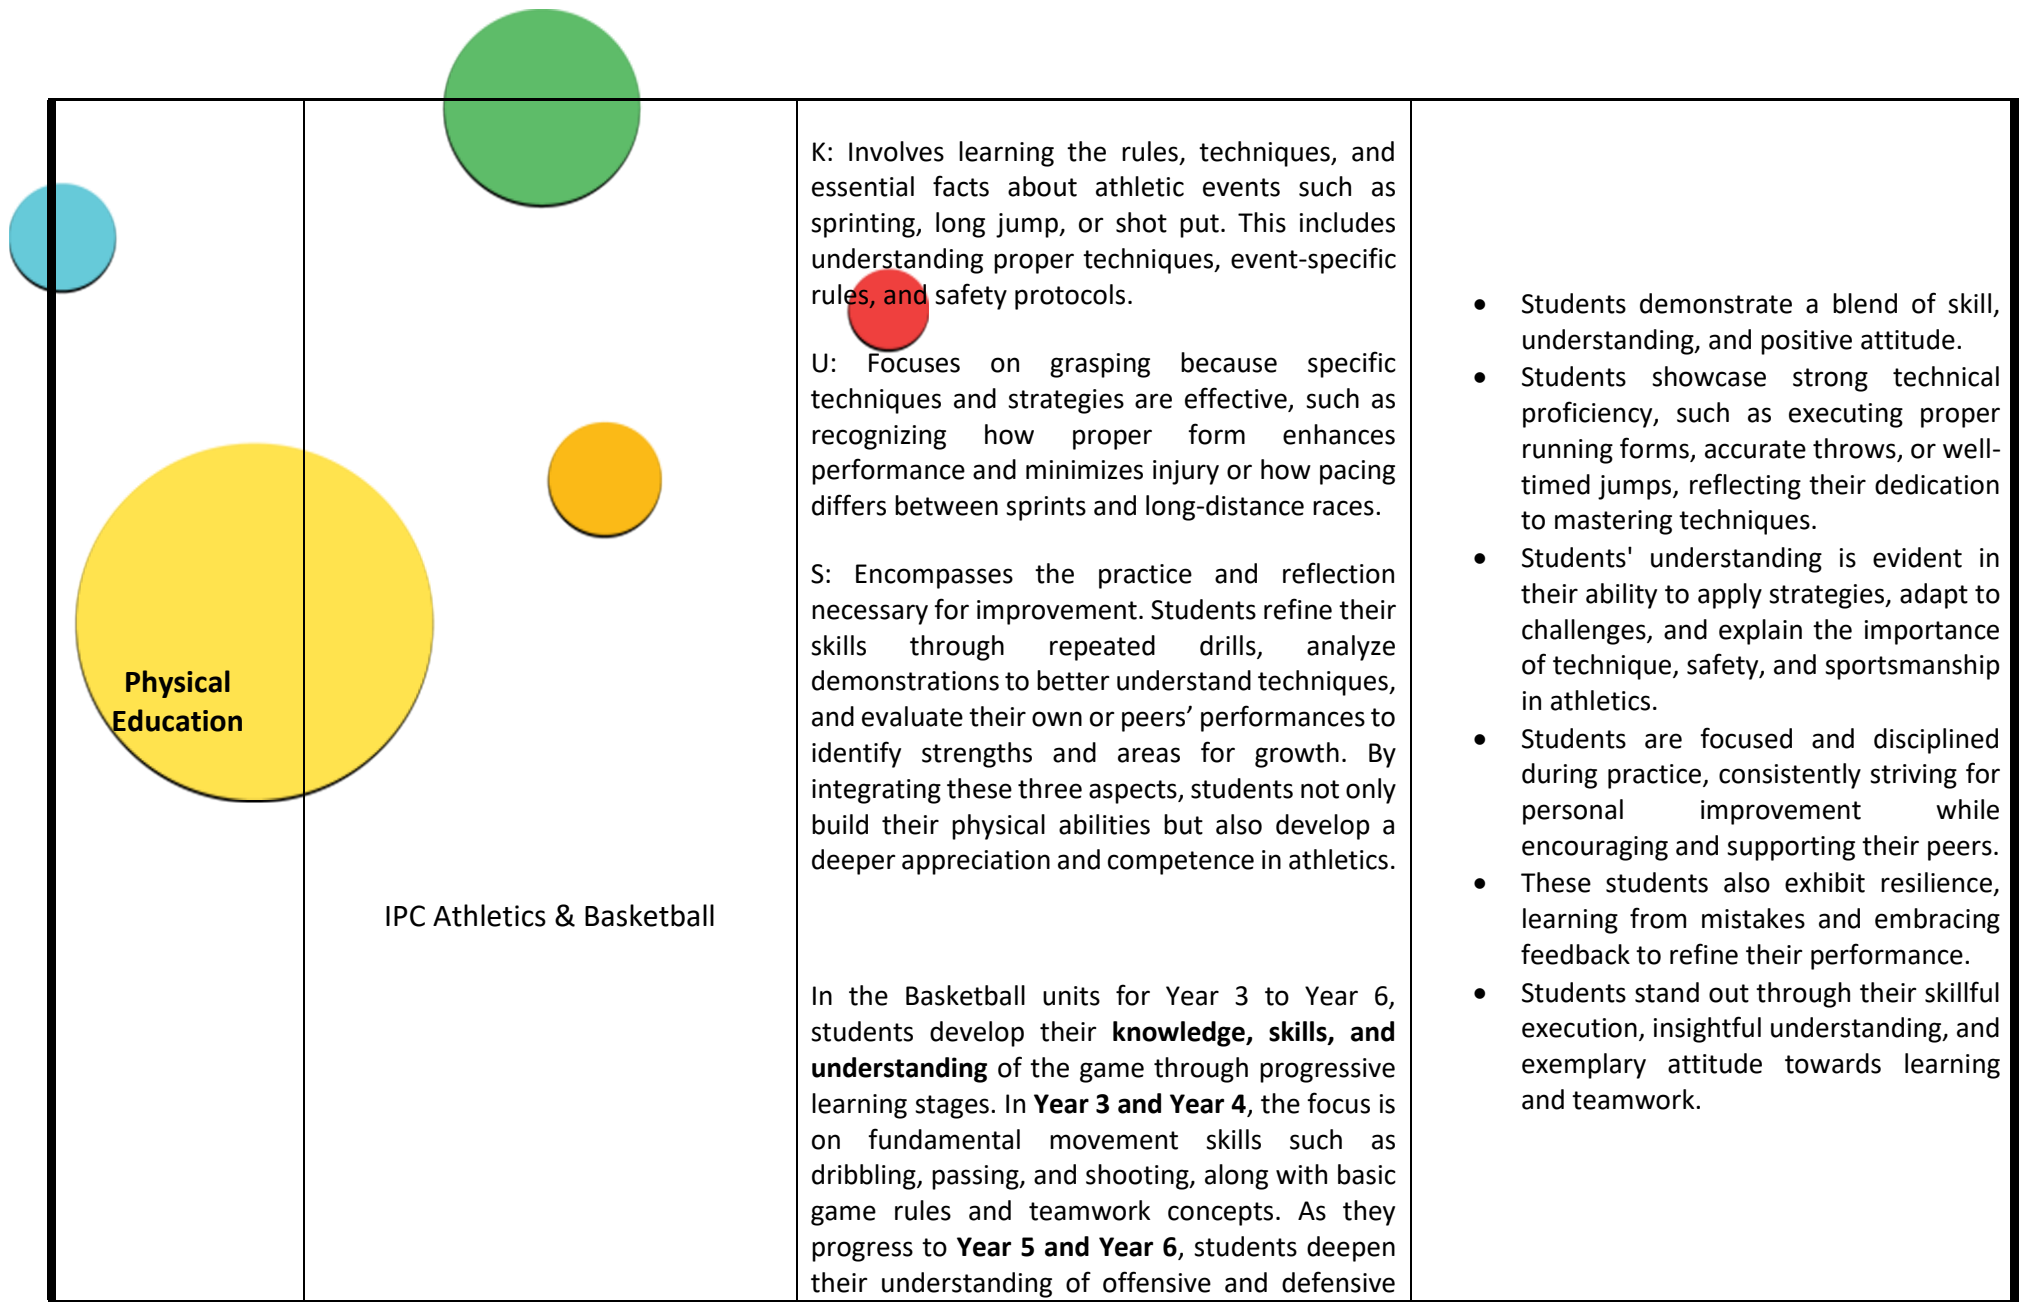 Physical
Education
IPC Athletics & Basketball
K: Involves learning the rules, techniques, and
essential facts about athletic events such as
sprinting, long jump, or shot put. This includes
understanding proper techniques, event-specific
rules, and safety protocols.
U: Focuses on grasping because specific
techniques and strategies are effective, such as
recognizing how proper form enhances
performance and minimizes injury or how pacing
differs between sprints and long-distance races.
S: Encompasses the practice and reflection
necessary for improvement. Students refine their
skills through repeated drills, analyze
demonstrations to better understand techniques,
and evaluate their own or peers’ performances to
identify strengths and areas for growth. By
integrating these three aspects, students not only
build their physical abilities but also develop a
deeper appreciation and competence in athletics.
In the Basketball units for Year 3 to Year 6,
students develop their knowledge, skills, and
understanding of the game through progressive
learning stages. In Year 3 and Year 4, the focus is
on fundamental movement skills such as
dribbling, passing, and shooting, along with basic
game rules and teamwork concepts. As they
progress to Year 5 and Year 6, students deepen
their understanding of offensive and defensive
• Students demonstrate a blend of skill,
understanding, and positive attitude.
• Students showcase strong technical
proficiency, such as executing proper
running forms, accurate throws, or well-
timed jumps, reflecting their dedication
to mastering techniques.
• Students' understanding is evident in
their ability to apply strategies, adapt to
challenges, and explain the importance
of technique, safety, and sportsmanship
in athletics.
• Students are focused and disciplined
during practice, consistently striving for
personal improvement while
encouraging and supporting their peers.
• These students also exhibit resilience,
learning from mistakes and embracing
feedback to refine their performance.
• Students stand out through their skillful
execution, insightful understanding, and
exemplary attitude towards learning
and teamwork.